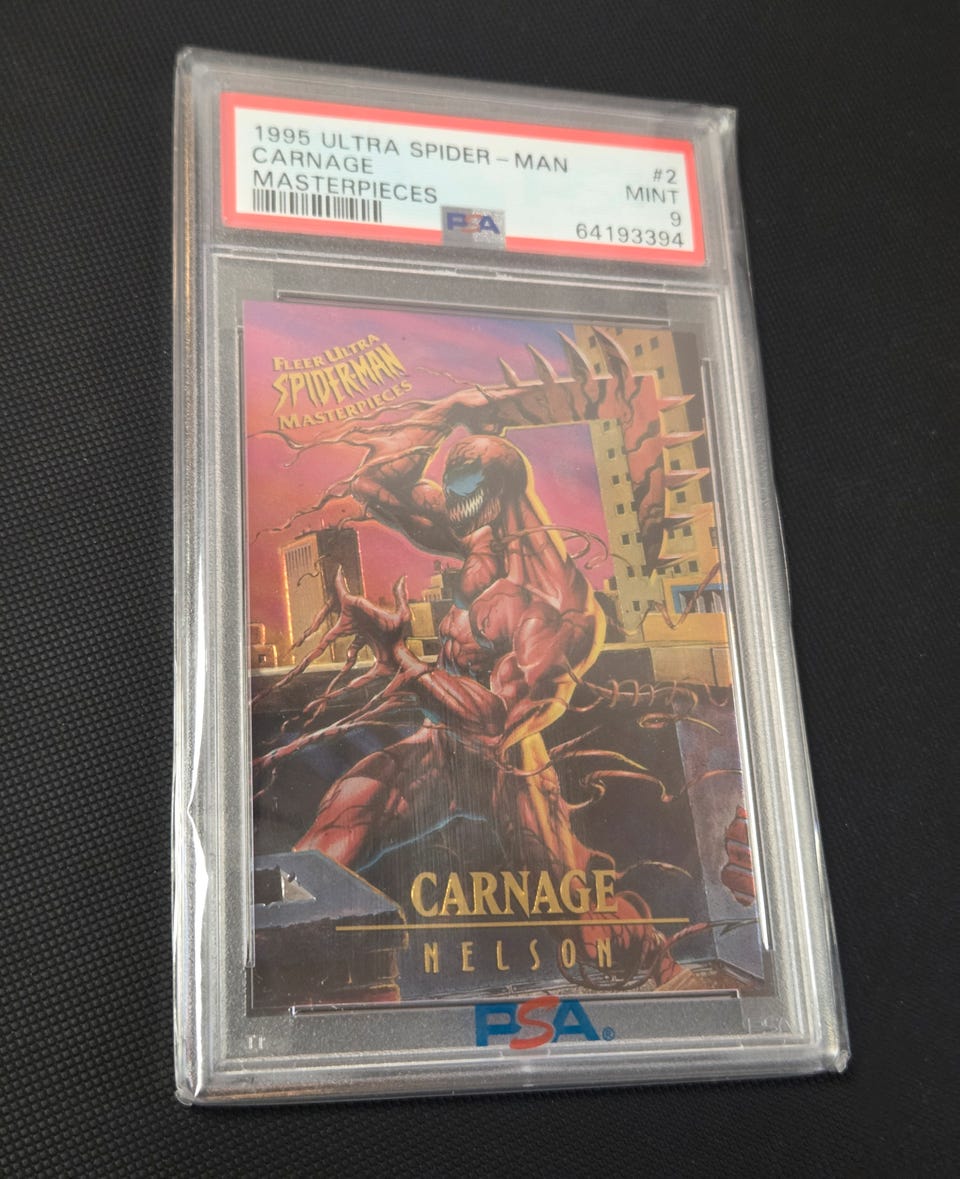 1995 ULTRA SPIDER-MAN #2
CARNAGE MINT
MASTERPIECES 9
64193394
PSA
FLEER ULTRA
SPIDER-MAN
MASTERPIECES
CARNAGE
NELSON
PSA®